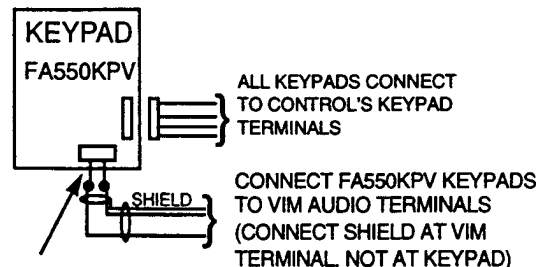 KEYPAD
FA550KPV
ALL KEYPADS CONNECT
TO CONTROL'S KEYPAD
TERMINALS
SHIELD
CONNECT FA550KPV KEYPADS
TO VIM AUDIO TERMINALS
(CONNECT SHIELD AT VIM
TERMINAL, NOT AT KEYPAD)